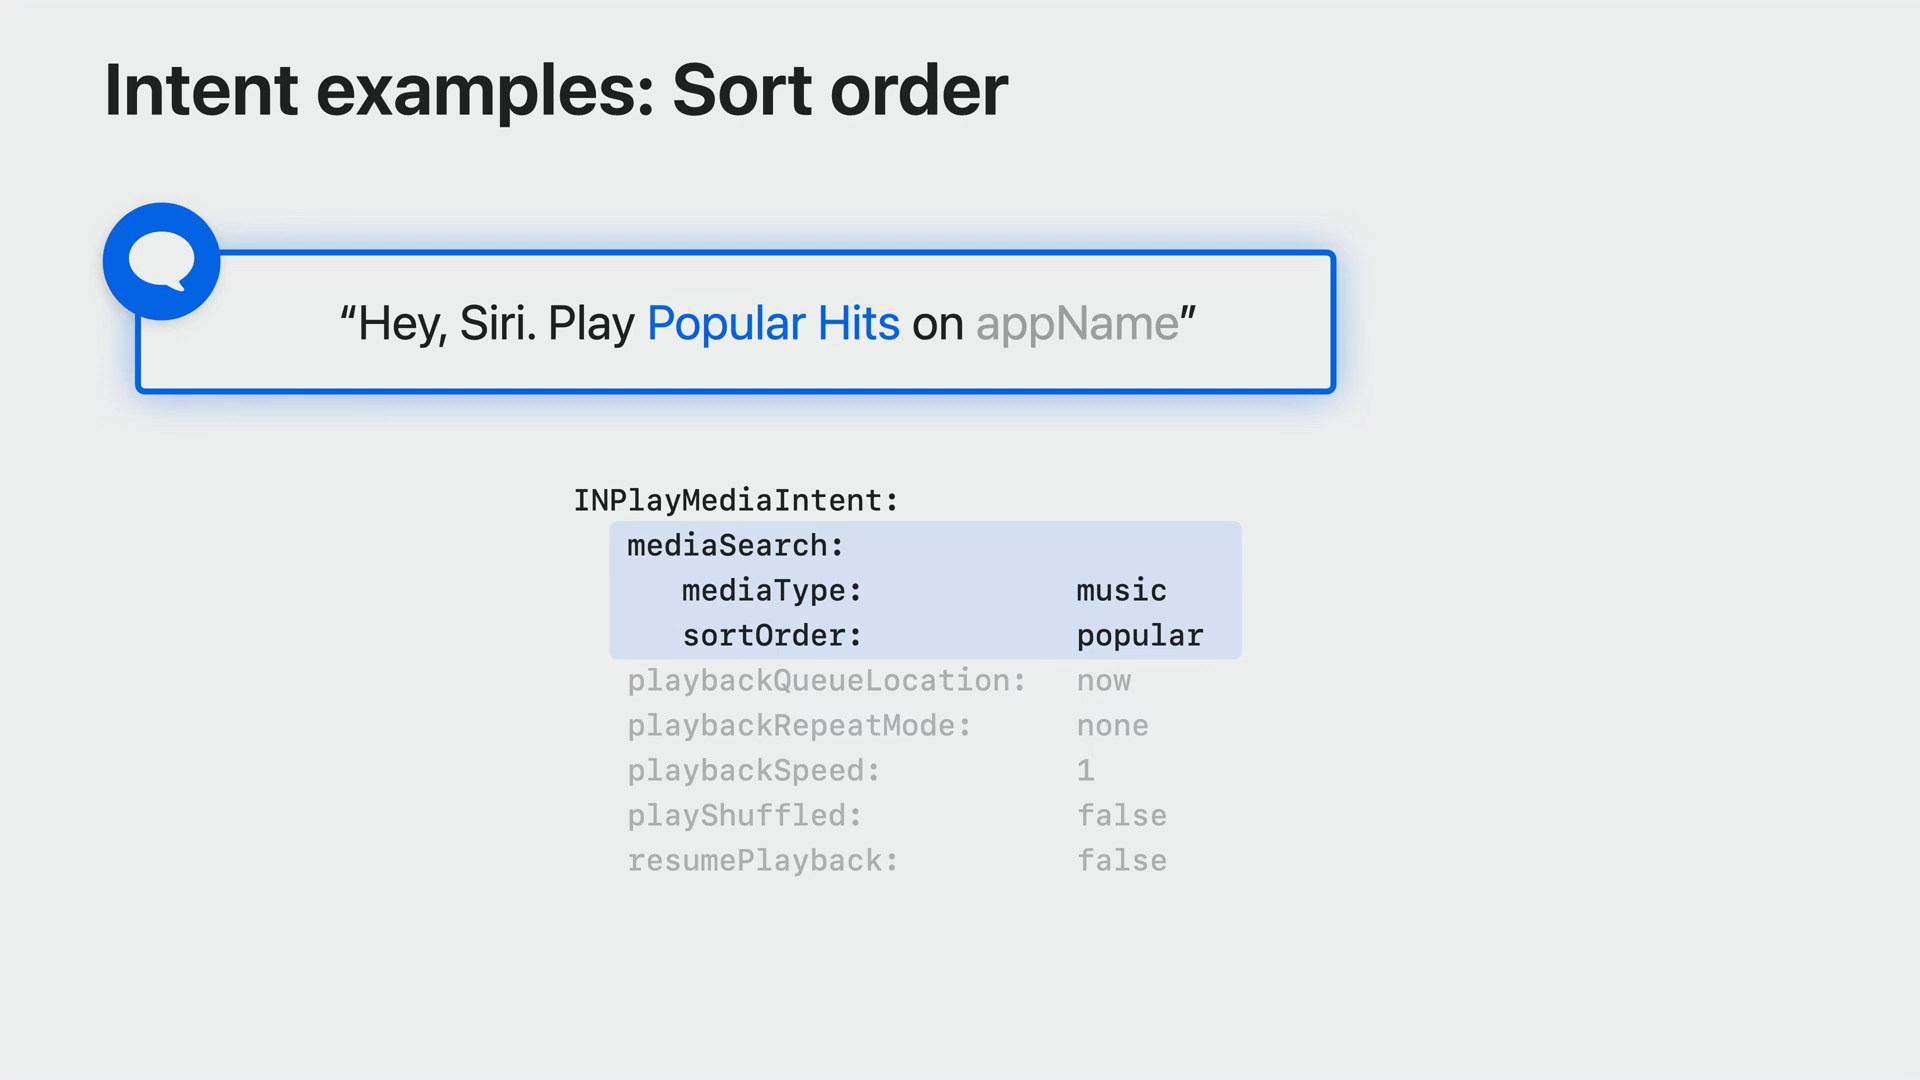 Intent examples: Sort order
“Hey, Siri. Play Popular Hits on appName”
INPlayMediaIntent:
mediaSearch:
mediaType: music
sortOrder: popular
playbackQueueLocation: now
playbackRepeatMode: none
playbackSpeed: 1
playShuffled: false
resumePlayback: false